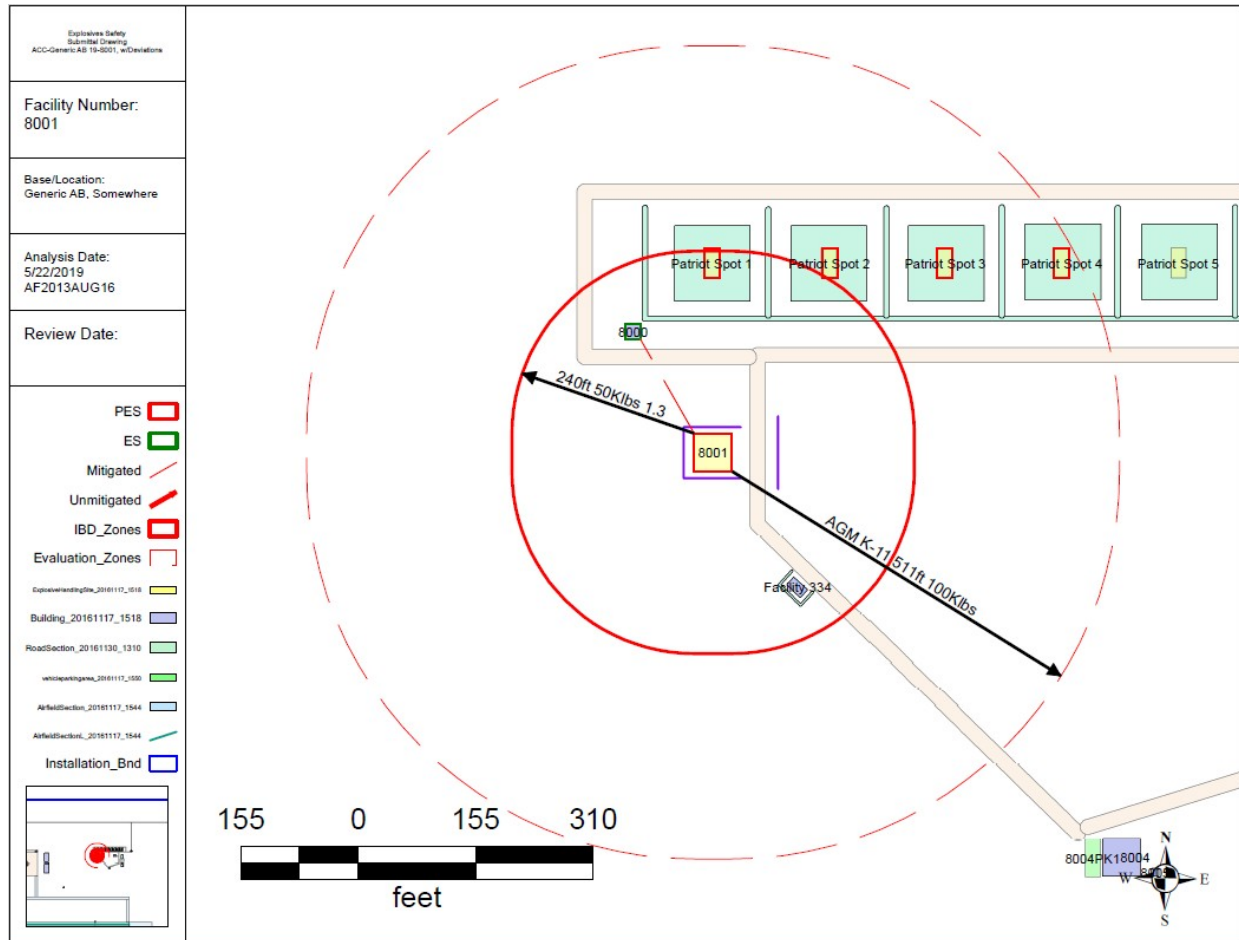 Explosives Safety
Submittal Drawing
ACC-Generic AB 19-S001, w/Deviations
Facility Number:
8001
Base/Location:
Generic AB, Somewhere
Analysis Date:
5/22/2019
AF2013AUG16
Review Date:
PES
ES
Mitigated
Unmitigated
IBD_Zones
Evaluation_Zones
ExplosiveHandlingSite_20161117_1518
Building_20161117_1518
RoadSection_20161130_1310
vehicleparkingarea_20161117_1550
AirfieldSection_20161117_1544
AirfieldSectionL_20161117_1544
Installation_Bnd
Patriot Spot 1
Patriot Spot 2
Patriot Spot 3
Patriot Spot 4
Patriot Spot 5
8000
240ft 50Klbs 1.3
8001
AGM K-11 511ft 100Klbs
Facility 334
155 0 155 310
feet
8004PK1 8004
N
W E
S